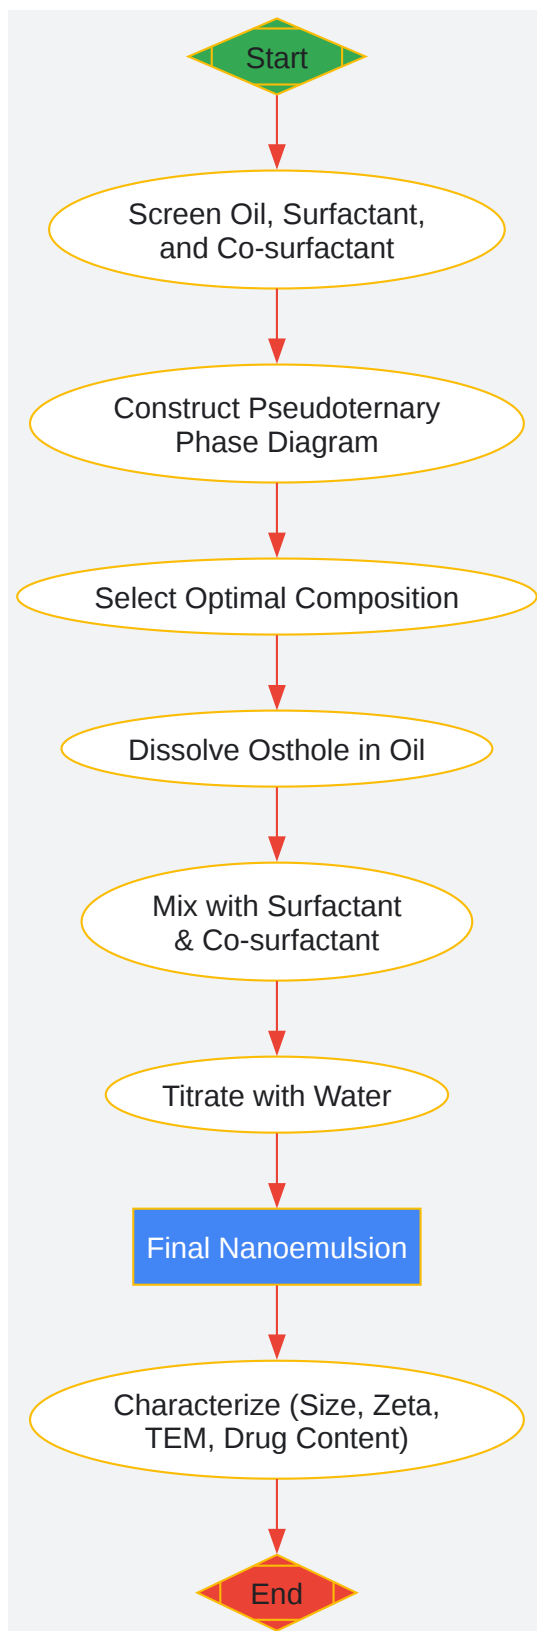 Start
Screen Oil, Surfactant,
and Co-surfactant
Construct Pseudoternary
Phase Diagram
Select Optimal Composition
Dissolve Osthole in Oil
Mix with Surfactant
& Co-surfactant
Titrate with Water
Final Nanoemulsion
Characterize (Size, Zeta,
TEM, Drug Content)
End